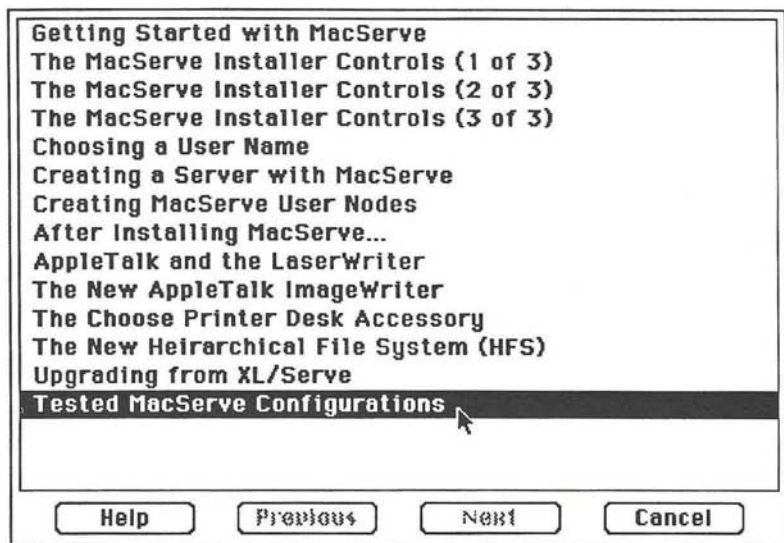 Getting Started with MacServe
The MacServe Installer Controls (1 of 3)
The MacServe Installer Controls (2 of 3)
The MacServe Installer Controls (3 of 3)
Choosing a User Name
Creating a Server with MacServe
Creating MacServe User Nodes
After Installing MacServe...
AppleTalk and the LaserWriter
The New AppleTalk ImageWriter
The Choose Printer Desk Accessory
The New Heirarchical File System (HFS)
Upgrading from XL/Serve
Tested MacServe Configurations
Help Previous Next Cancel